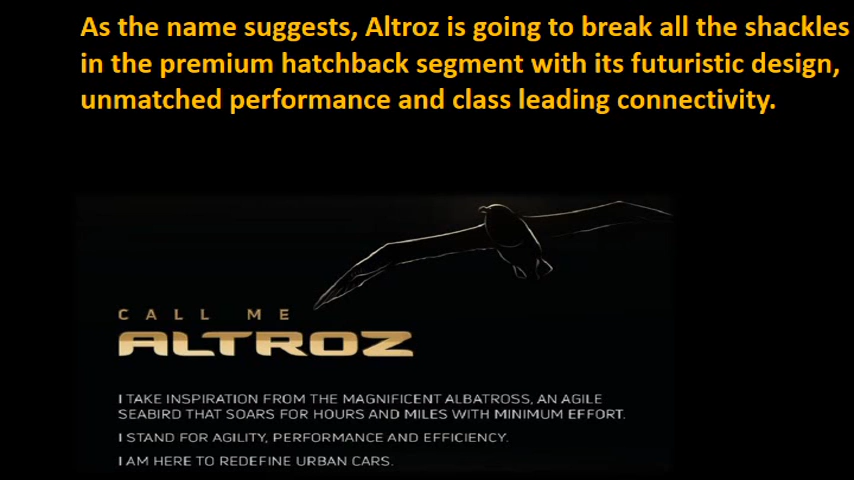 As the name suggests, Altroz is going to break all the shackles
in the premium hatchback segment with its futuristic design,
unmatched performance and class leading connectivity.
CALL ME
ALTROZ
I TAKE INSPIRATION FROM THE MAGNIFICENT ALBATROSS, AN AGILE
SEABIRD THAT SOARS FOR HOURS AND MILES WITH MINIMUM EFFORT.
I STAND FOR AGILITY, PERFORMANCE AND EFFICIENCY.
I AM HERE TO REDEFINE URBAN CARS.